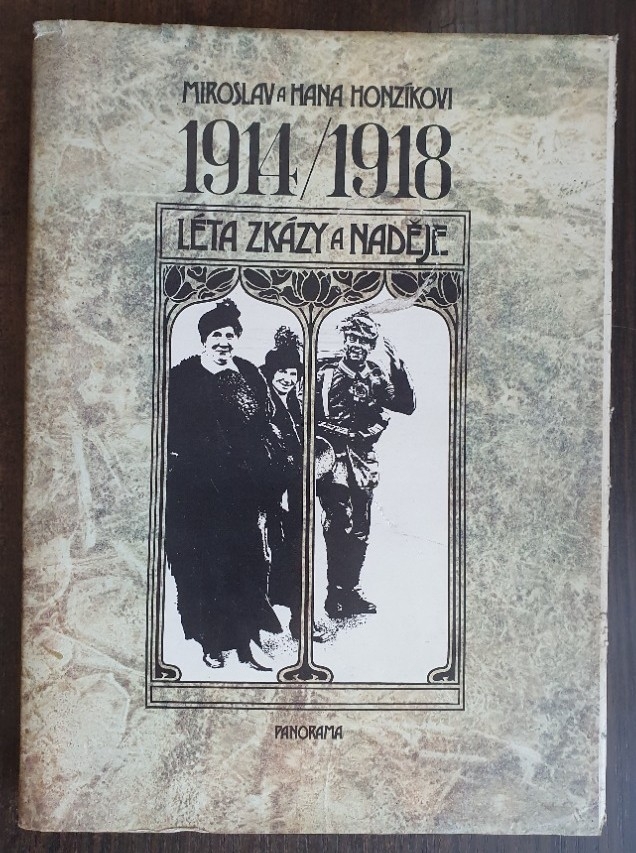 MIROSLAV A HANA HONZÍKOVI
1914/1918
LÉTA ZKÁZY A NADĚJE
PANORAMA